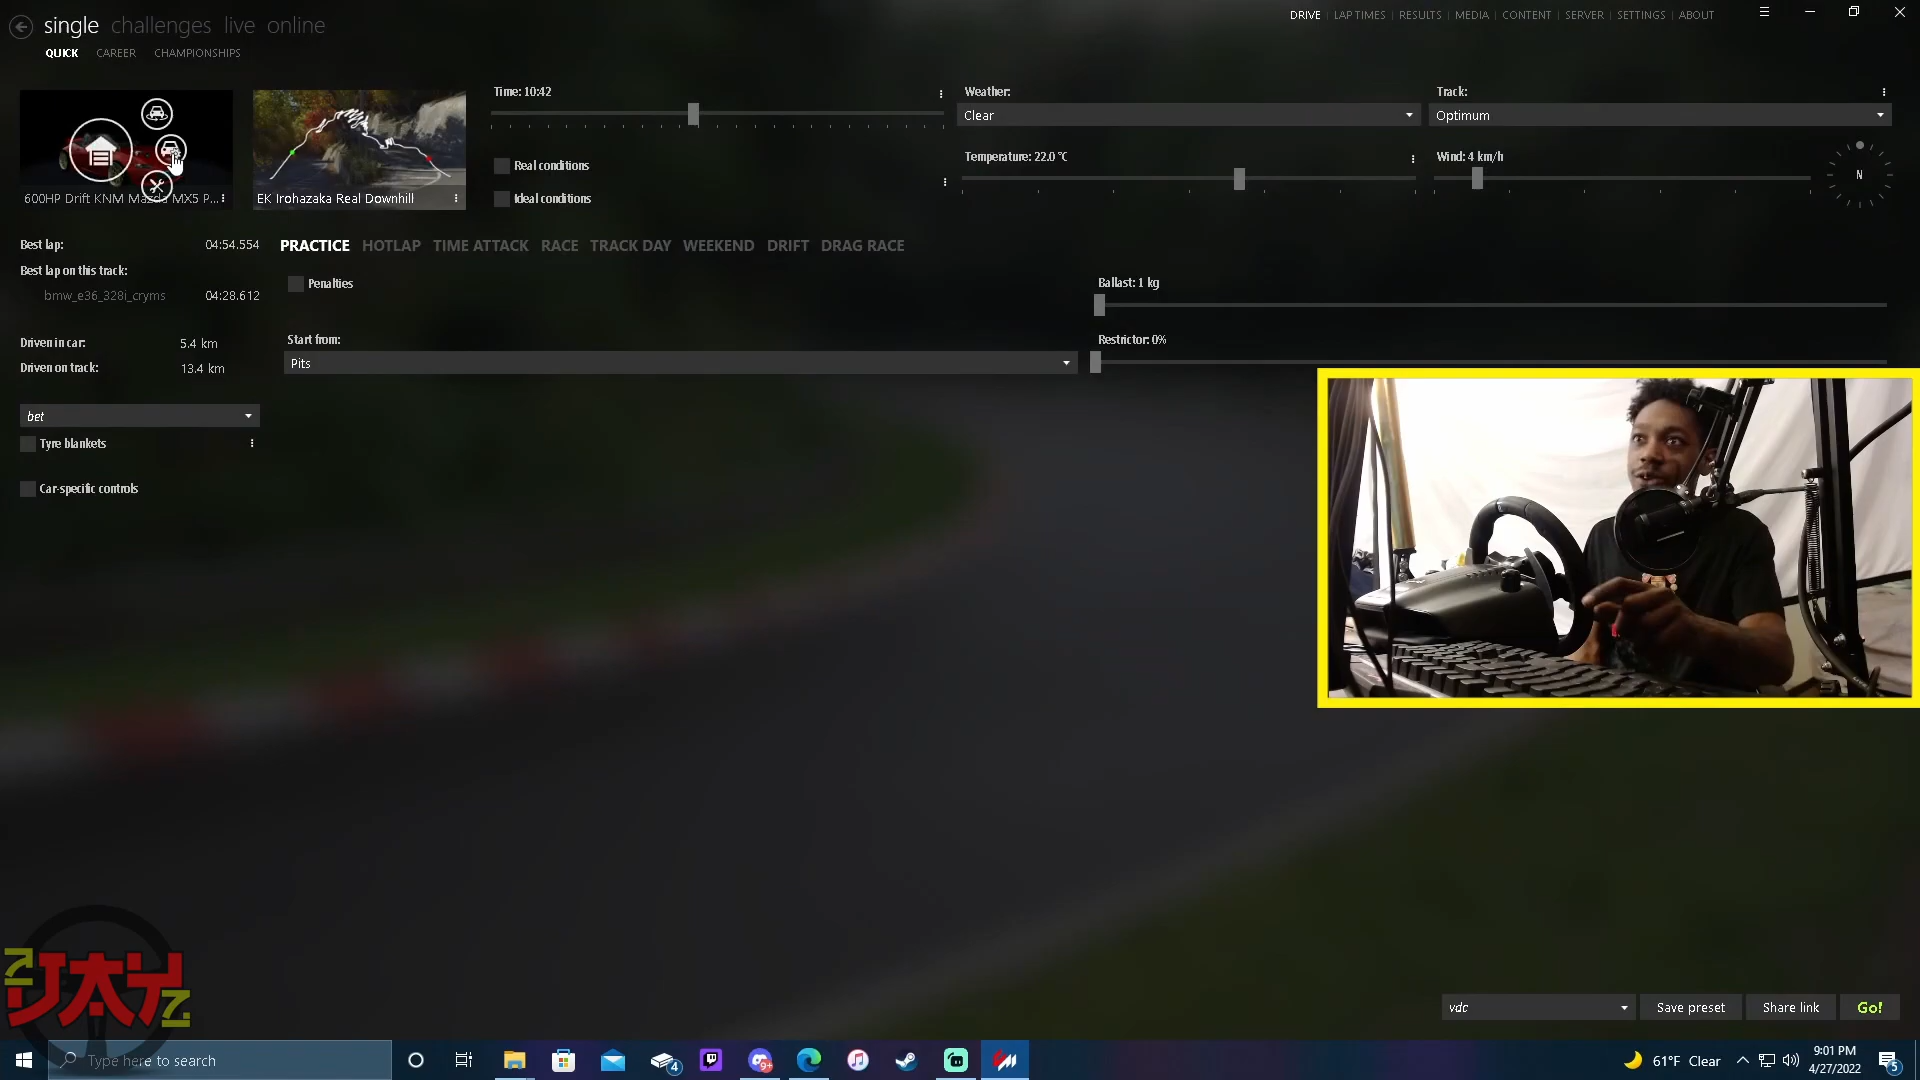 single challenges live online
DRIVE LAP TIMES RESULTS MEDIA CONTENT SERVER SETTINGS ABOUT
QUICK CAREER CHAMPIONSHIPS
600HP Drift KNM Mazda MX5 P...
EK Irohazaka Real Downhill
Time: 10:42
Real conditions
Ideal conditions
Weather:
Clear
Temperature: 22.0 °C
Track:
Optimum
Wind: 4 km/h
N
Best lap: 04:54.554
Best lap on this track:
bmw_e36_328i_cryms 04:28.612
Driven in car: 5.4 km
Driven on track: 13.4 km
bet
Tyre blankets
Car-specific controls
PRACTICE HOTLAP TIME ATTACK RACE TRACK DAY WEEKEND DRIFT DRAG RACE
Penalties
Start from:
Pits
Ballast: 1 kg
Restrictor: 0%
JAY
vdc
Save preset
Share link
Go!
Type here to search
4
9+
61°F Clear
9:01 PM
4/27/2022
5